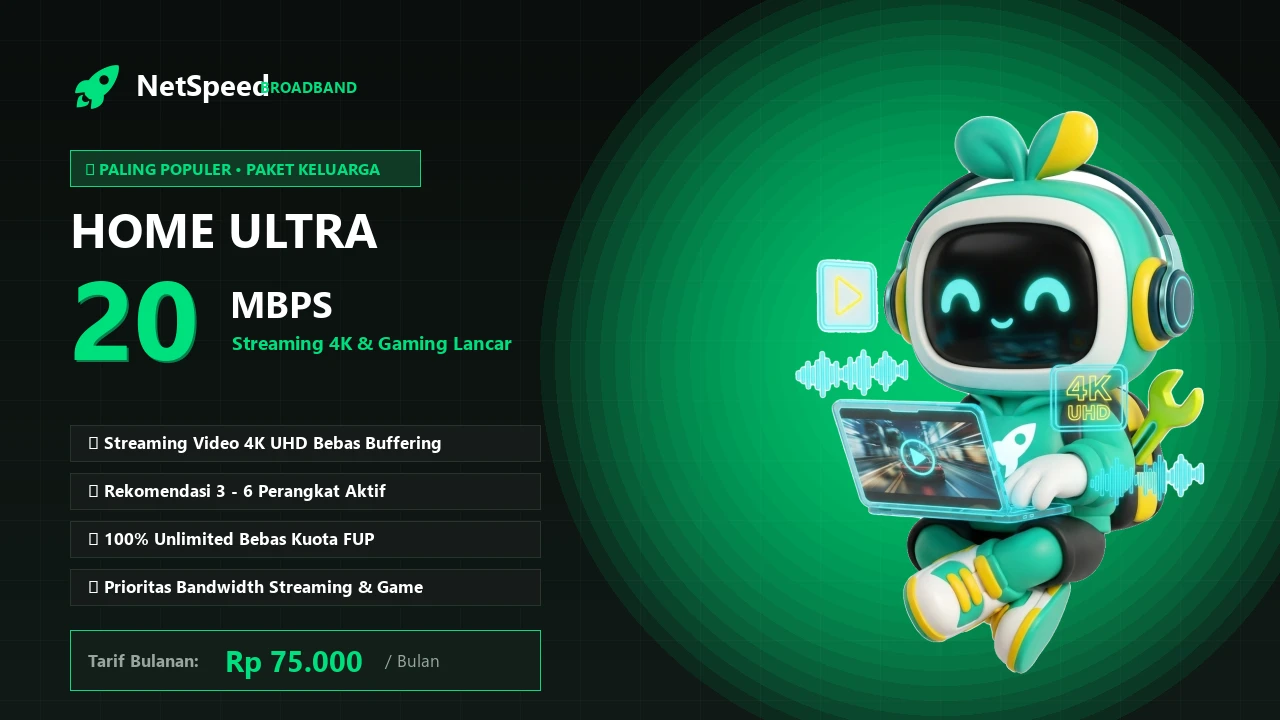 NetSpeed BROADBAND
PALING POPULER • PAKET KELUARGA
HOME ULTRA
20 MBPS
Streaming 4K & Gaming Lancar
Streaming Video 4K UHD Bebas Buffering
Rekomendasi 3 - 6 Perangkat Aktif
100% Unlimited Bebas Kuota FUP
Prioritas Bandwidth Streaming & Game
Tarif Bulanan: Rp 75.000 / Bulan
4K
UHD